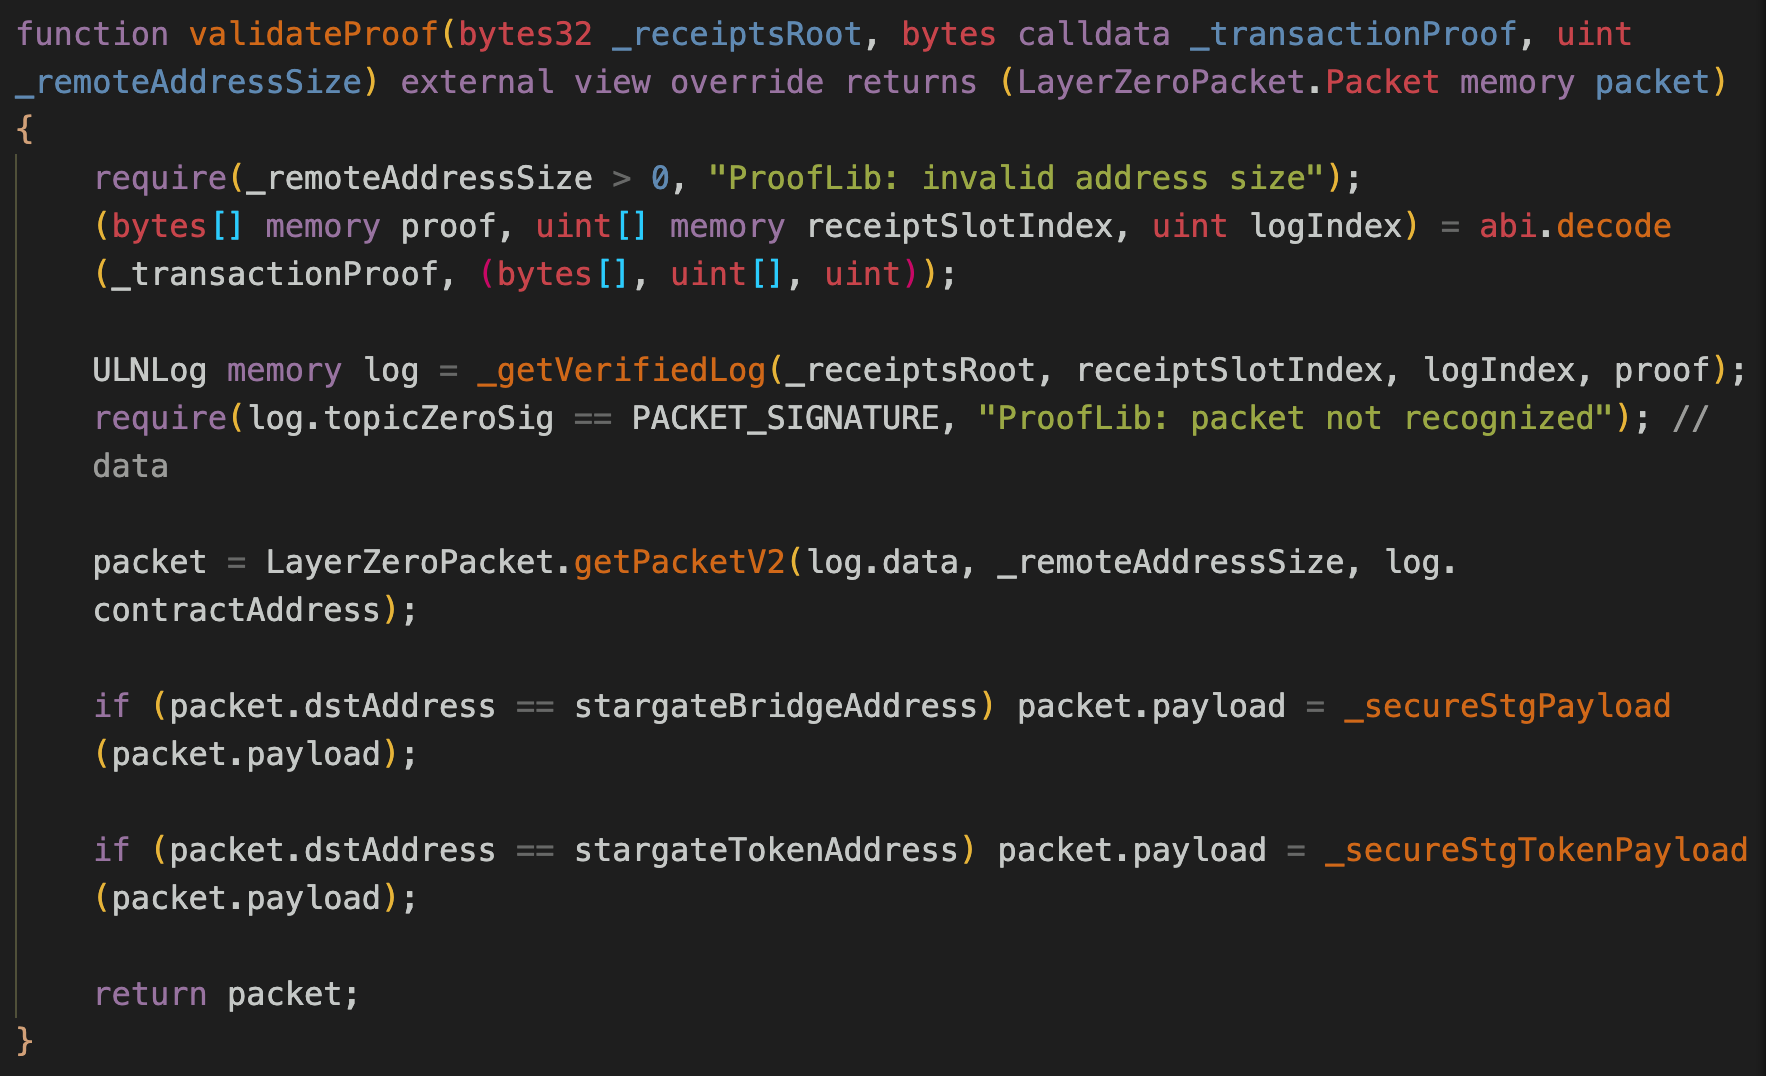 function validateProof(bytes32 _receiptsRoot, bytes calldata _transactionProof, uint
_remoteAddressSize) external view override returns (LayerZeroPacket.Packet memory packet)
{
    require(_remoteAddressSize > 0, "ProofLib: invalid address size");
    (bytes[] memory proof, uint[] memory receiptSlotIndex, uint logIndex) = abi.decode
    (_transactionProof, (bytes[], uint[], uint));

    ULNLog memory log = _getVerifiedLog(_receiptsRoot, receiptSlotIndex, logIndex, proof);
    require(log.topicZeroSig == PACKET_SIGNATURE, "ProofLib: packet not recognized"); //
    data

    packet = LayerZeroPacket.getPacketV2(log.data, _remoteAddressSize, log.
    contractAddress);

    if (packet.dstAddress == stargateBridgeAddress) packet.payload = _secureStgPayload
    (packet.payload);

    if (packet.dstAddress == stargateTokenAddress) packet.payload = _secureStgTokenPayload
    (packet.payload);

    return packet;
}